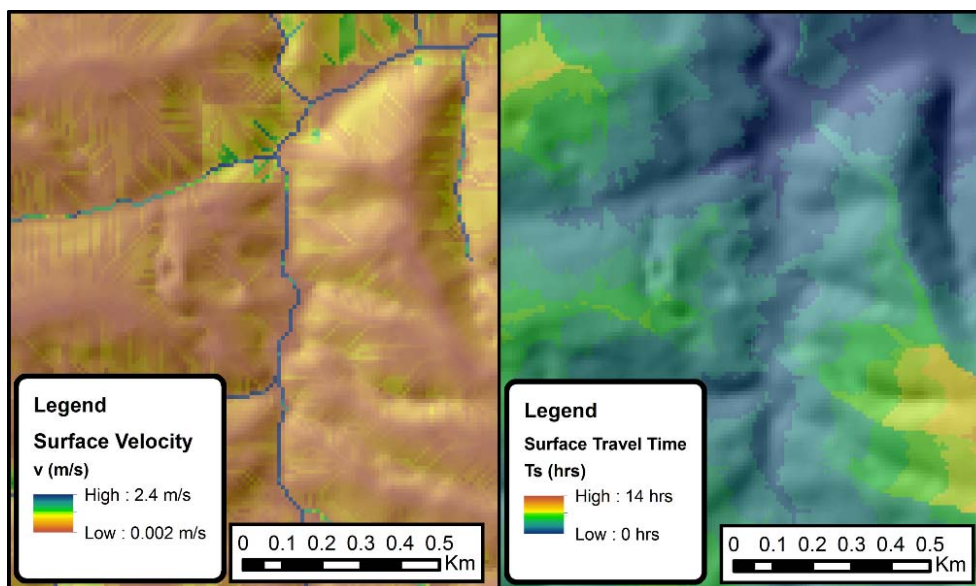 Legend
Surface Velocity
v (m/s)
High : 2.4 m/s
Low : 0.002 m/s
0 0.1 0.2 0.3 0.4 0.5
Km
Legend
Surface Travel Time
Ts (hrs)
High : 14 hrs
Low : 0 hrs
0 0.1 0.2 0.3 0.4 0.5
Km